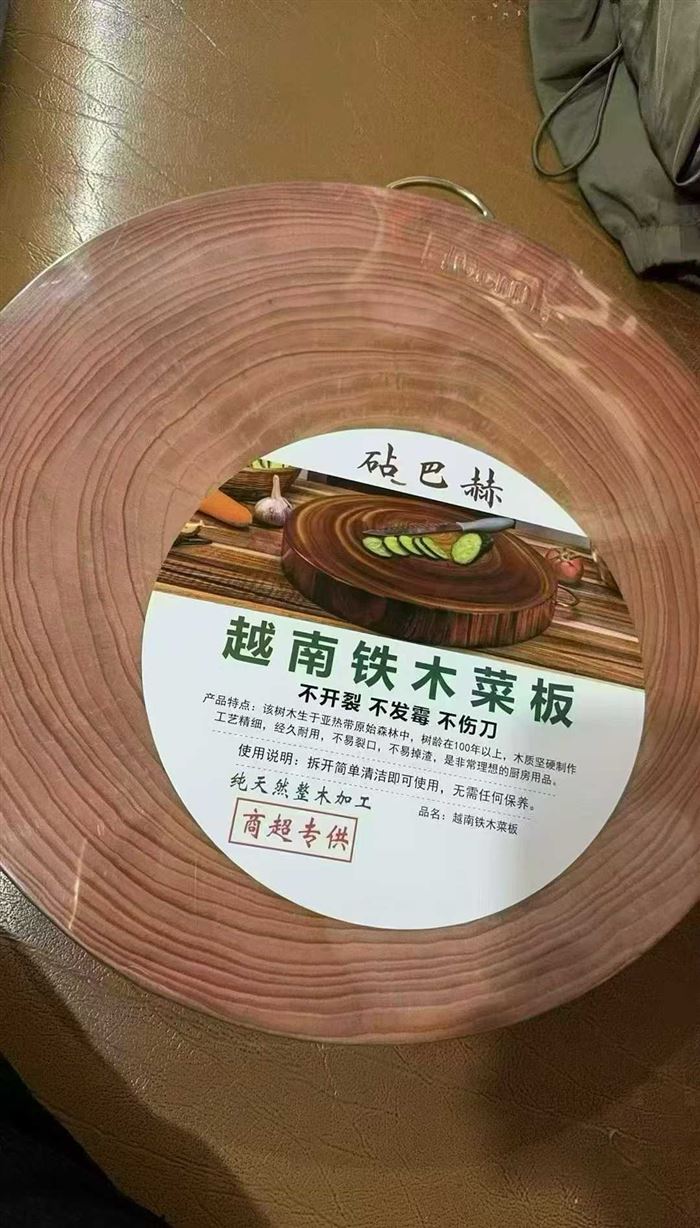 砧巴赫
越南铁木菜板
不开裂 不发霉 不伤刀
产品特点：该树木生于亚热带原始森林中，树龄在100年以上，木质坚硬制作
工艺精细，经久耐用，不易裂口，不易掉渣，是非常理想的厨房用品。
使用说明：拆开简单清洁即可使用，无需任何保养。
纯天然整木加工
品名：越南铁木菜板
商超专供